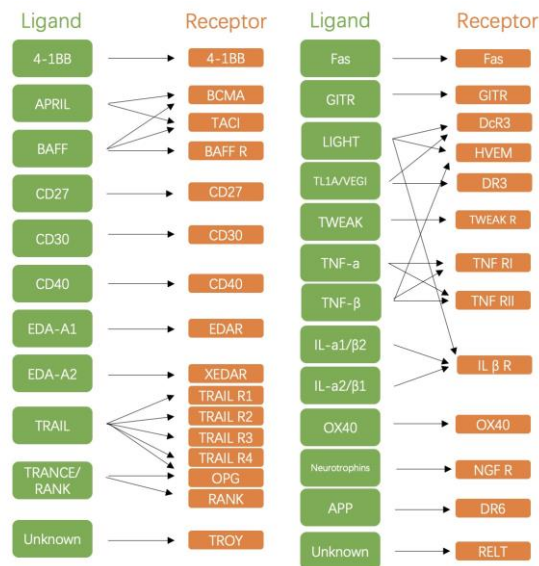 Ligand
Receptor
4-1BB
4-1BB
APRIL
BCMA
TACI
BAFF
BAFF R
CD27
CD27
CD30
CD30
CD40
CD40
EDA-A1
EDAR
EDA-A2
XEDAR
TRAIL
TRAIL R1
TRAIL R2
TRAIL R3
TRAIL R4
TRANCE/
RANK
OPG
RANK
Unknown
TROY
Ligand
Receptor
Fas
Fas
GITR
GITR
LIGHT
DcR3
HVEM
TL1A/VEGI
DR3
TWEAK
TWEAK R
TNF-a
TNF RI
TNF-β
TNF RII
IL-a1/β2
IL-a2/β1
IL β R
OX40
OX40
Neurotrophins
NGF R
APP
DR6
Unknown
RELT